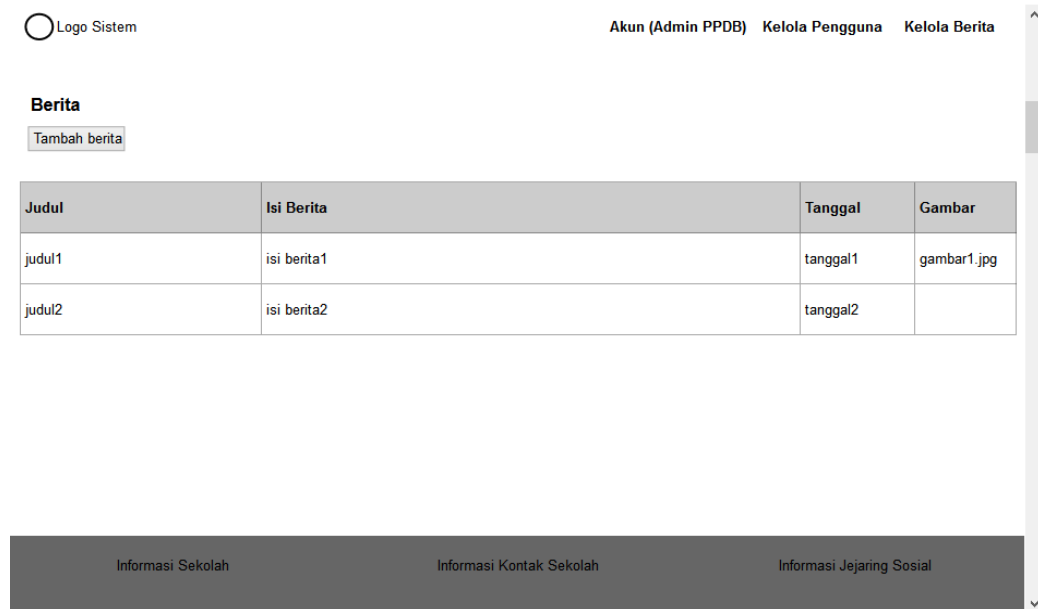 Logo Sistem Akun (Admin PPDB) Kelola Pengguna Kelola Berita
Berita
Tambah berita
Judul Isi Berita Tanggal Gambar
judul1 isi berita1 tanggal1 gambar1.jpg
judul2 isi berita2 tanggal2
Informasi Sekolah Informasi Kontak Sekolah Informasi Jejaring Sosial